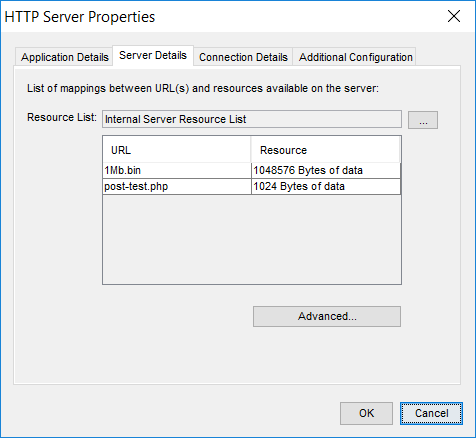 HTTP Server Properties
Application Details Server Details Connection Details Additional Configuration
List of mappings between URL(s) and resources available on the server:
Resource List: Internal Server Resource List ...
URL Resource
1Mb.bin 1048576 Bytes of data
post-test.php 1024 Bytes of data
Advanced...
OK Cancel